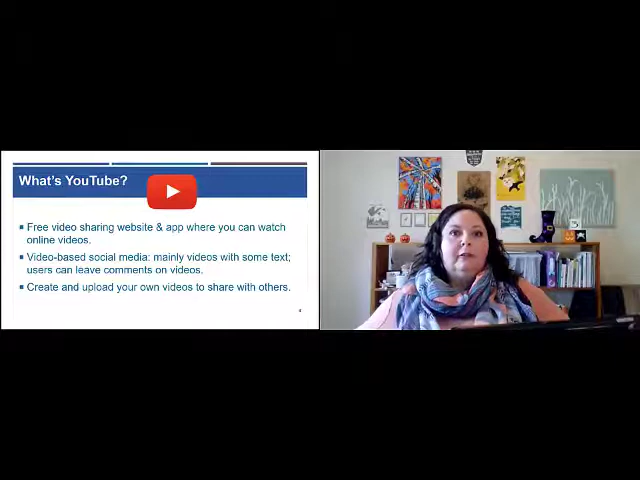 What's YouTube?
Free video sharing website & app where you can watch
online videos.
Video-based social media: mainly videos with some text;
users can leave comments on videos.
Create and upload your own videos to share with others.